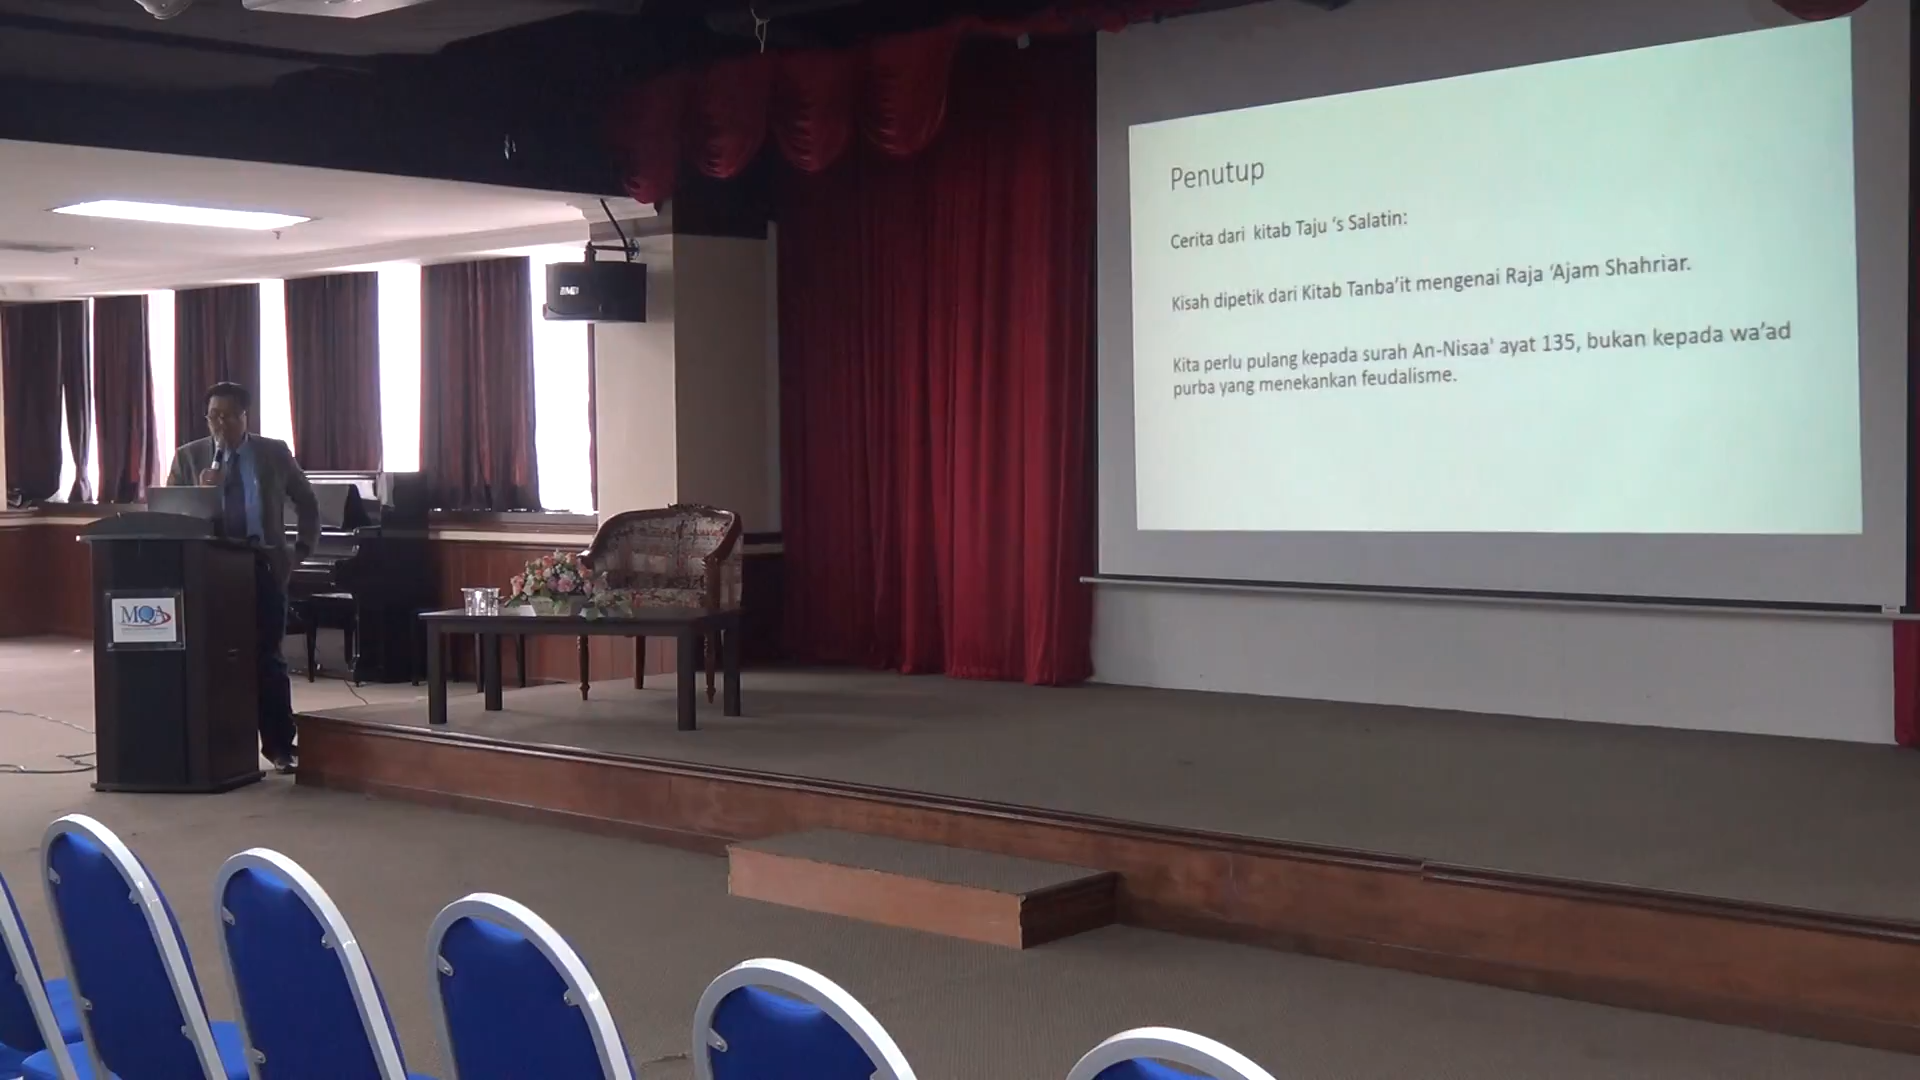 Penutup
Cerita dari kitab Taju ‘s Salatin:
Kisah dipetik dari Kitab Tanba’it mengenai Raja ‘Ajam Shahriar.
Kita perlu pulang kepada surah An-Nisaa' ayat 135, bukan kepada wa’ad
purba yang menekankan feudalisme.
MQA